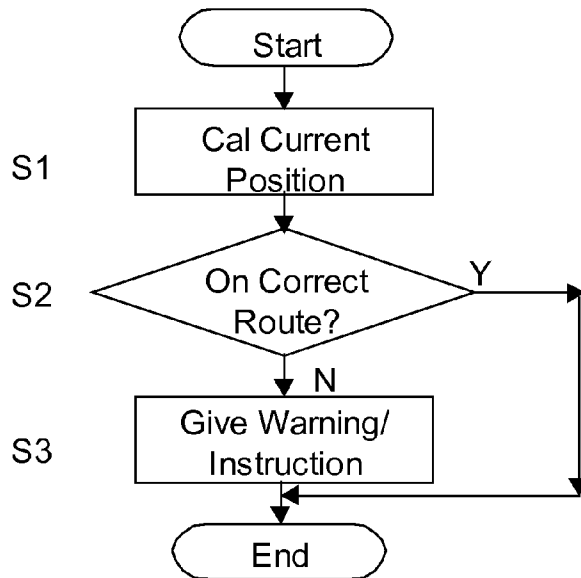 Start
S1
Cal Current
Position
S2
On Correct
Route?
Y
N
S3
Give Warning/
Instruction
End